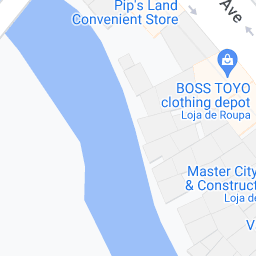 Pip's Land
Convenient Store
Ave
BOSS TOYO
clothing depot
Loja de Roupa
Master City
& Construct
Loja de
V